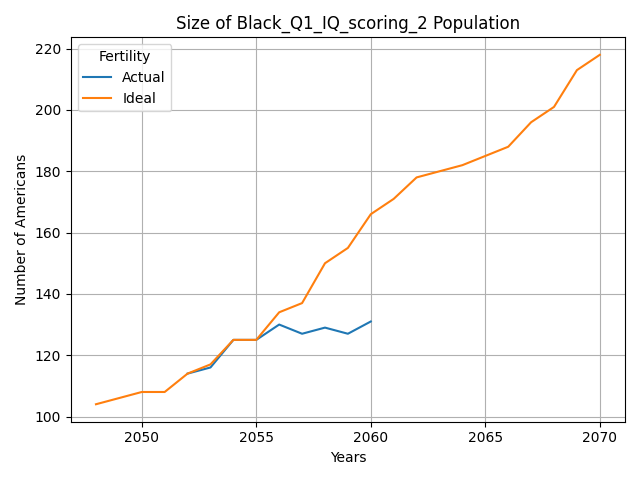 Size of Black_Q1_IQ_scoring_2 Population
Fertility
Actual
Ideal
Number of Americans
220
200
180
160
140
120
100
2050 2055 2060 2065 2070
Years